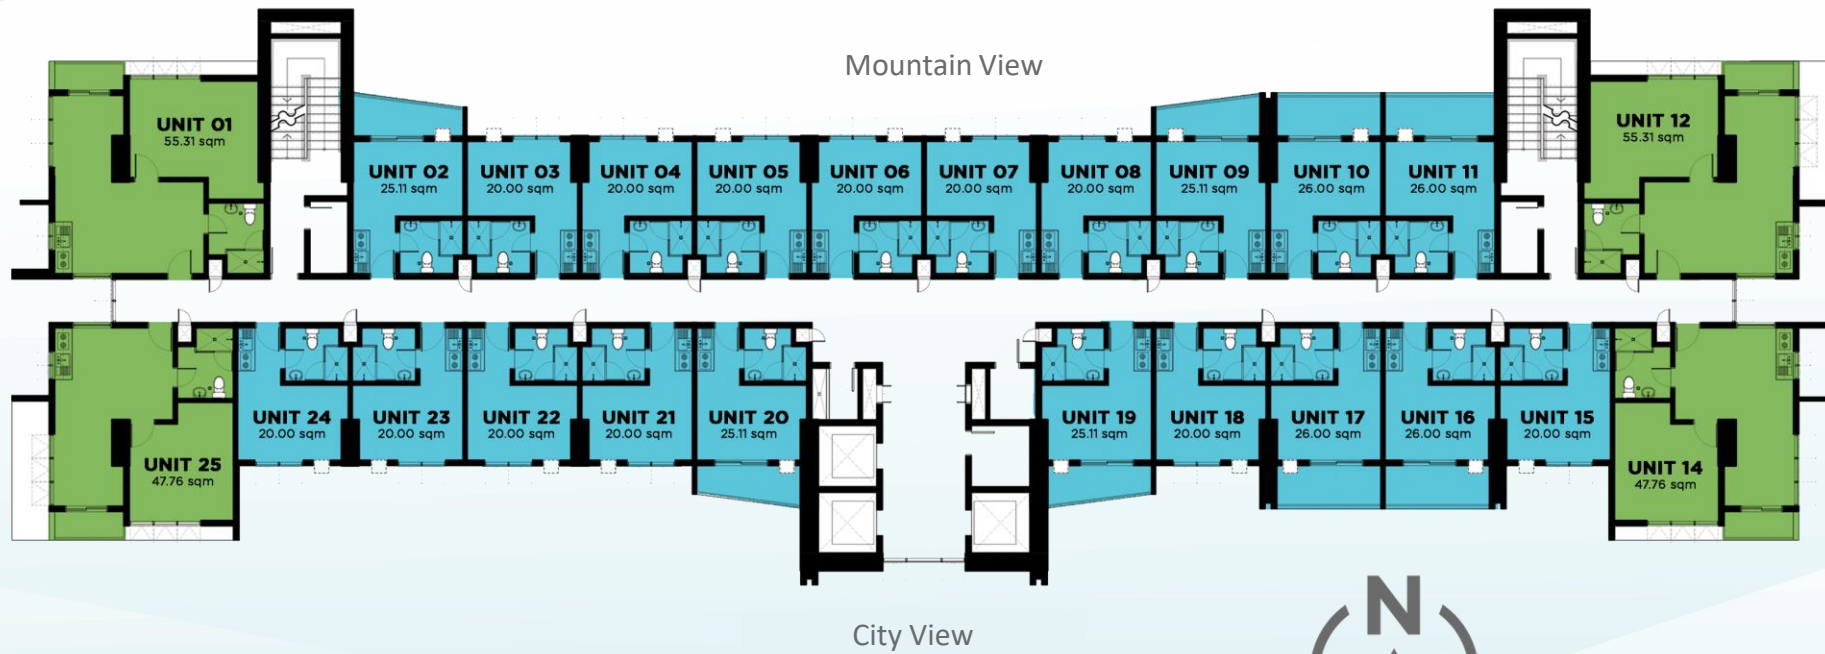 Mountain View
UNIT 01
55.31 sqm
UNIT 12
55.31 sqm
UNIT 02
25.11 sqm
UNIT 03
20.00 sqm
UNIT 04
20.00 sqm
UNIT 05
20.00 sqm
UNIT 06
20.00 sqm
UNIT 07
20.00 sqm
UNIT 08
20.00 sqm
UNIT 09
25.11 sqm
UNIT 10
26.00 sqm
UNIT 11
26.00 sqm
UNIT 24
20.00 sqm
UNIT 23
20.00 sqm
UNIT 22
20.00 sqm
UNIT 21
20.00 sqm
UNIT 20
25.11 sqm
UNIT 19
25.11 sqm
UNIT 18
20.00 sqm
UNIT 17
26.00 sqm
UNIT 16
26.00 sqm
UNIT 15
20.00 sqm
UNIT 25
47.76 sqm
UNIT 14
47.76 sqm
N
City View